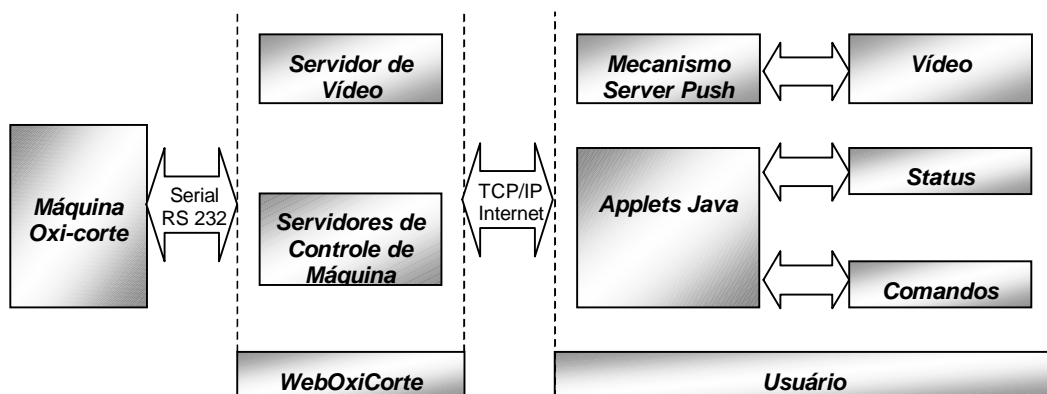 Máquina
Oxi-corte
Serial
RS 232
Servidor de
Vídeo
Servidores de
Controle de
Máquina
WebOxiCorte
TCP/IP
Internet
Mecanismo
Server Push
Vídeo
Applets Java
Status
Comandos
Usuário